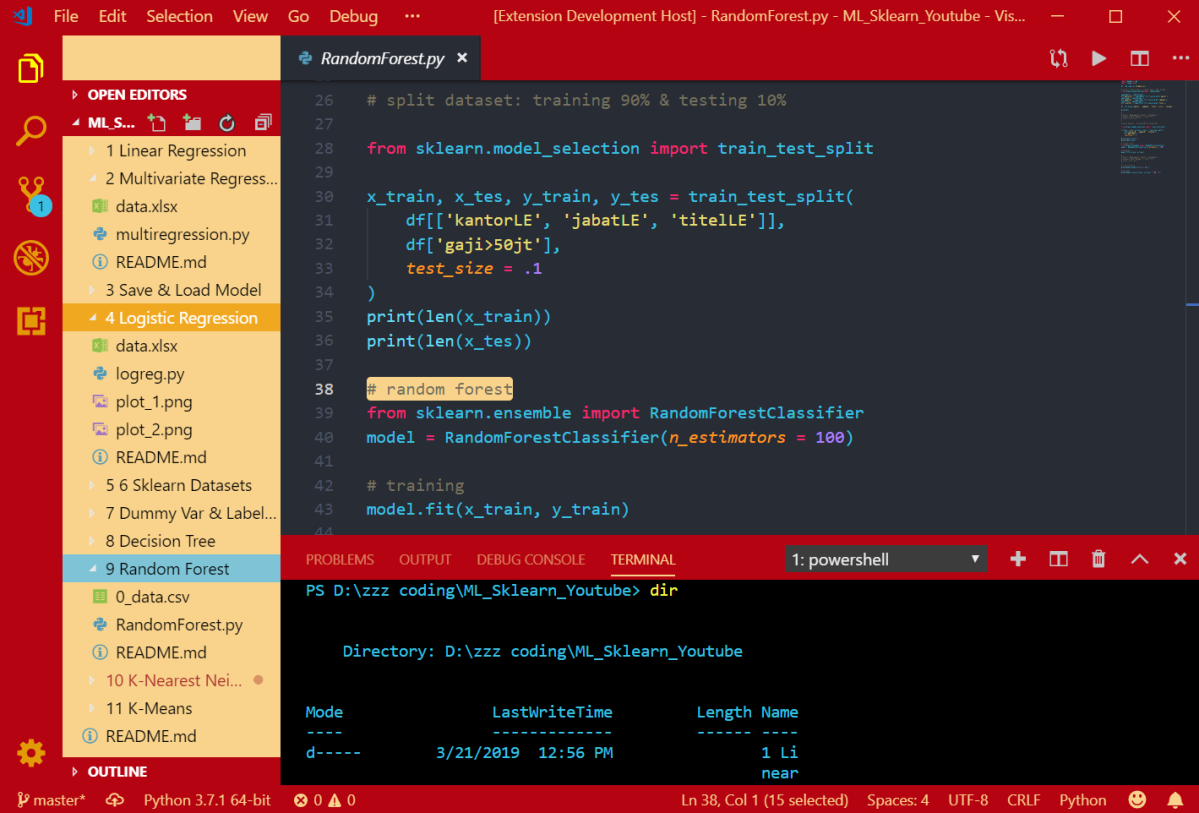 File Edit Selection View Go Debug ··· [Extension Development Host] - RandomForest.py - ML_Sklearn_Youtube - Vis...
RandomForest.py
OPEN EDITORS
ML_S...
1 Linear Regression
2 Multivariate Regress...
data.xlsx
multiregression.py
README.md
3 Save & Load Model
4 Logistic Regression
data.xlsx
logreg.py
plot_1.png
plot_2.png
README.md
5 6 Sklearn Datasets
7 Dummy Var & Label...
8 Decision Tree
9 Random Forest
0_data.csv
RandomForest.py
README.md
10 K-Nearest Nei...
11 K-Means
README.md
OUTLINE
1
26 # split dataset: training 90% & testing 10%
27
28 from sklearn.model_selection import train_test_split
29
30 x_train, x_tes, y_train, y_tes = train_test_split(
31 df[['kantorLE', 'jabatLE', 'titelLE']],
32 df['gaji>50jt'],
33 test_size = .1
34 )
35 print(len(x_train))
36 print(len(x_tes))
37
38 # random forest
39 from sklearn.ensemble import RandomForestClassifier
40 model = RandomForestClassifier(n_estimators = 100)
41
42 # training
43 model.fit(x_train, y_train)
44
PROBLEMS OUTPUT DEBUG CONSOLE TERMINAL 1: powershell
PS D:\zzz coding\ML_Sklearn_Youtube> dir
Directory: D:\zzz coding\ML_Sklearn_Youtube
Mode LastWriteTime Length Name
---- ------------- ------ ----
d----- 3/21/2019 12:56 PM 1 Li
near
master* Python 3.7.1 64-bit 0 0 Ln 38, Col 1 (15 selected) Spaces: 4 UTF-8 CRLF Python